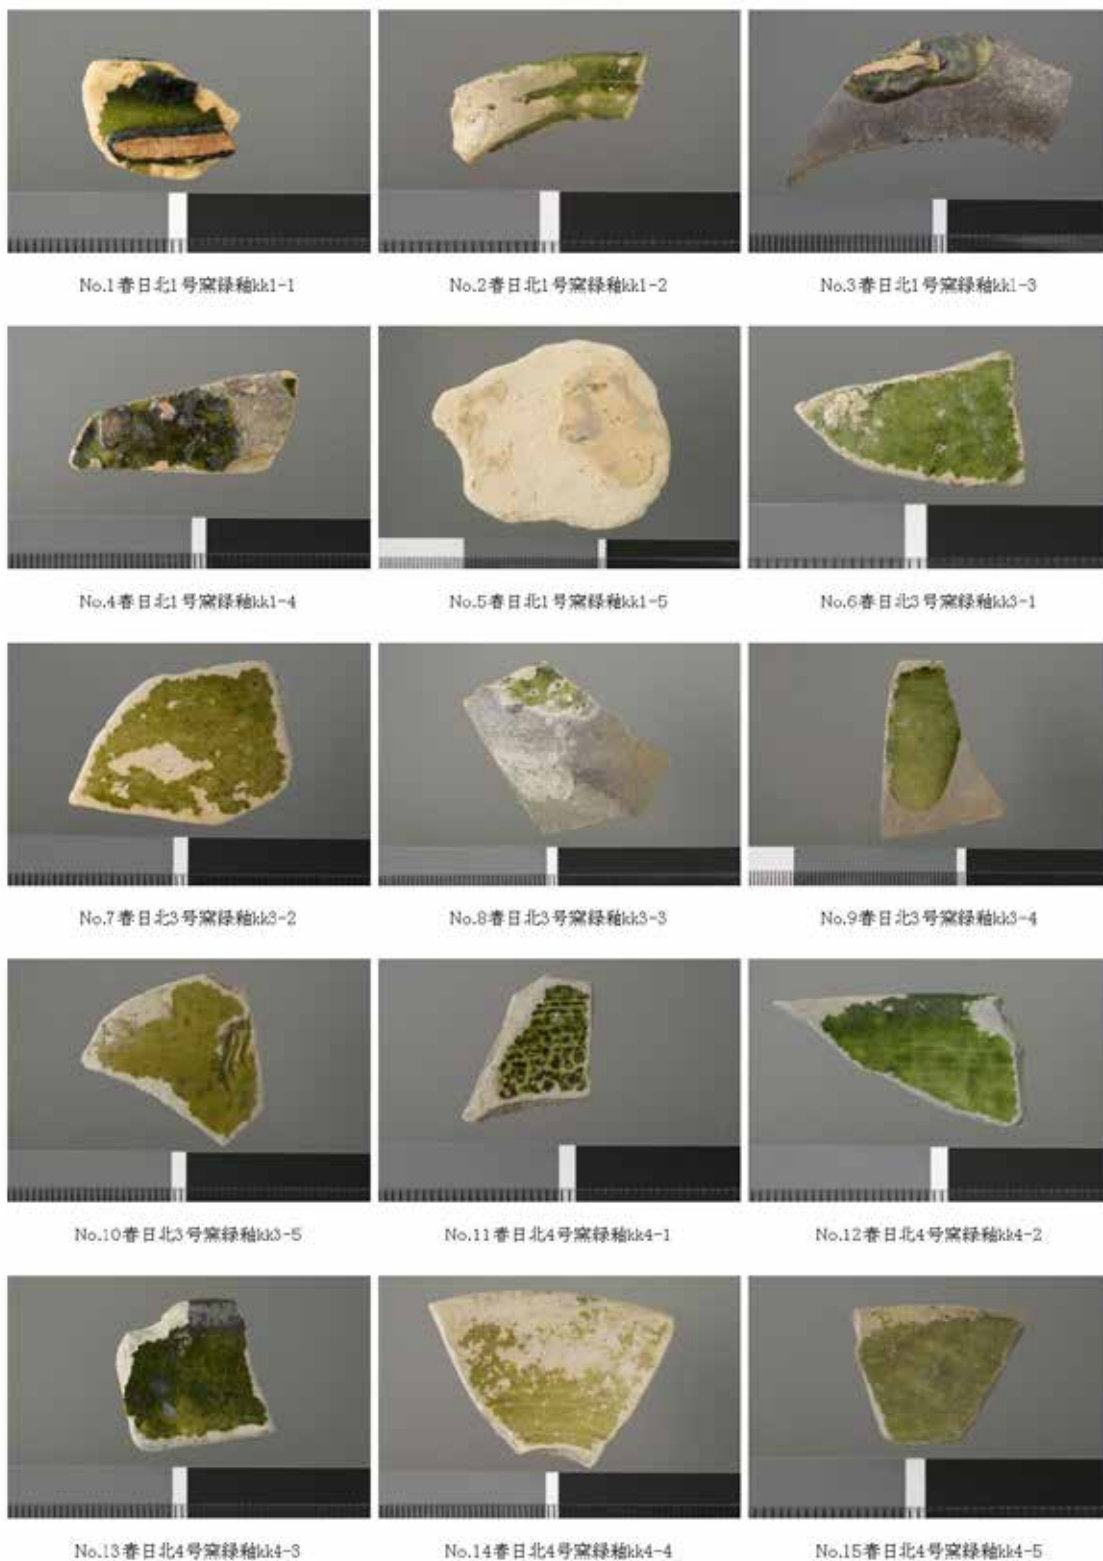 No.1春日北1号窯緑釉kk1-1
No.2春日北1号窯緑釉kk1-2
No.3春日北1号窯緑釉kk1-3
No.4春日北1号窯緑釉kk1-4
No.5春日北1号窯緑釉kk1-5
No.6春日北3号窯緑釉kk3-1
No.7春日北3号窯緑釉kk3-2
No.8春日北3号窯緑釉kk3-3
No.9春日北3号窯緑釉kk3-4
No.10春日北3号窯緑釉kk3-5
No.11春日北4号窯緑釉kk4-1
No.12春日北4号窯緑釉kk4-2
No.13春日北4号窯緑釉kk4-3
No.14春日北4号窯緑釉kk4-4
No.15春日北4号窯緑釉kk4-5